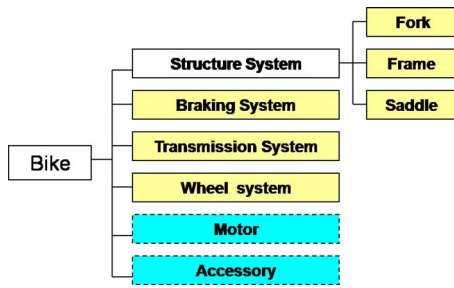 Fork
Structure System
Frame
Braking System
Saddle
Transmission System
Bike
Wheel system
Motor
Accessory